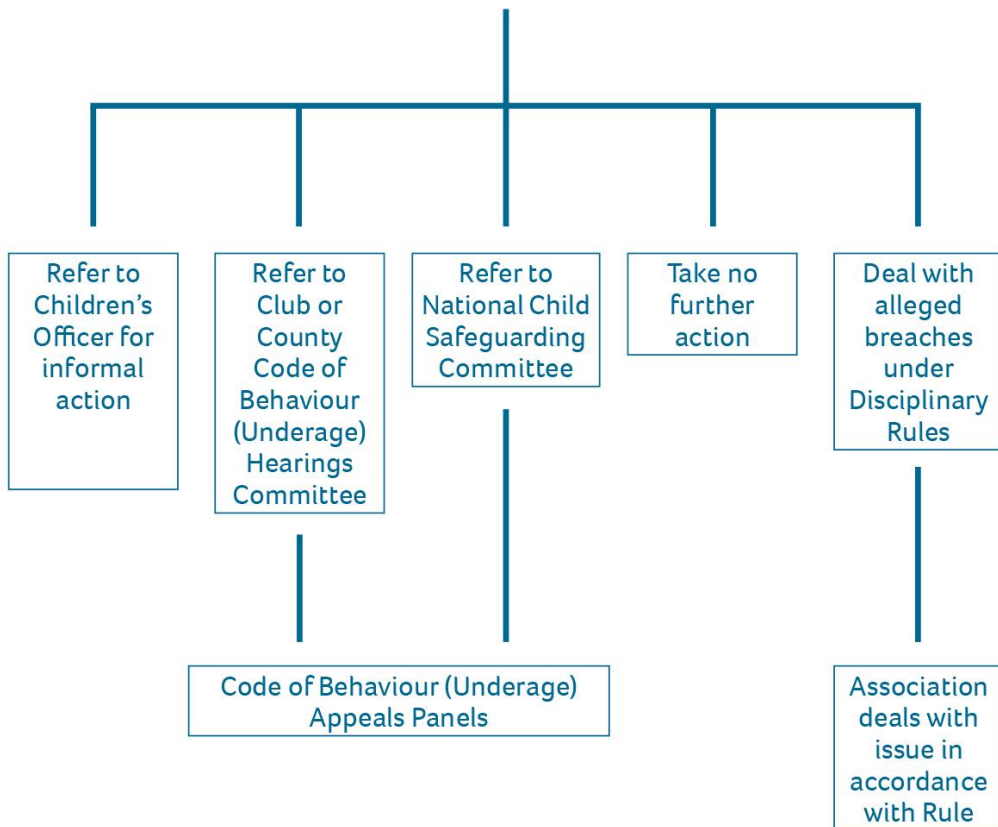 Refer to
Children’s
Officer for
informal
action
Refer to
Club or
County
Code of
Behaviour
(Underage)
Hearings
Committee
Refer to
National Child
Safeguarding
Committee
Take no
further
action
Deal with
alleged
breaches
under
Disciplinary
Rules
Code of Behaviour (Underage)
Appeals Panels
Association
deals with
issue in
accordance
with Rule